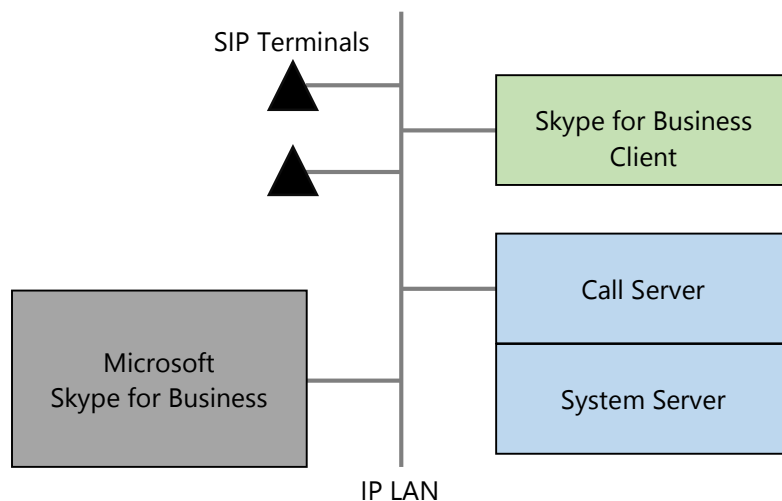 SIP Terminals
Skype for Business
Client
Call Server
Microsoft
Skype for Business
System Server
IP LAN